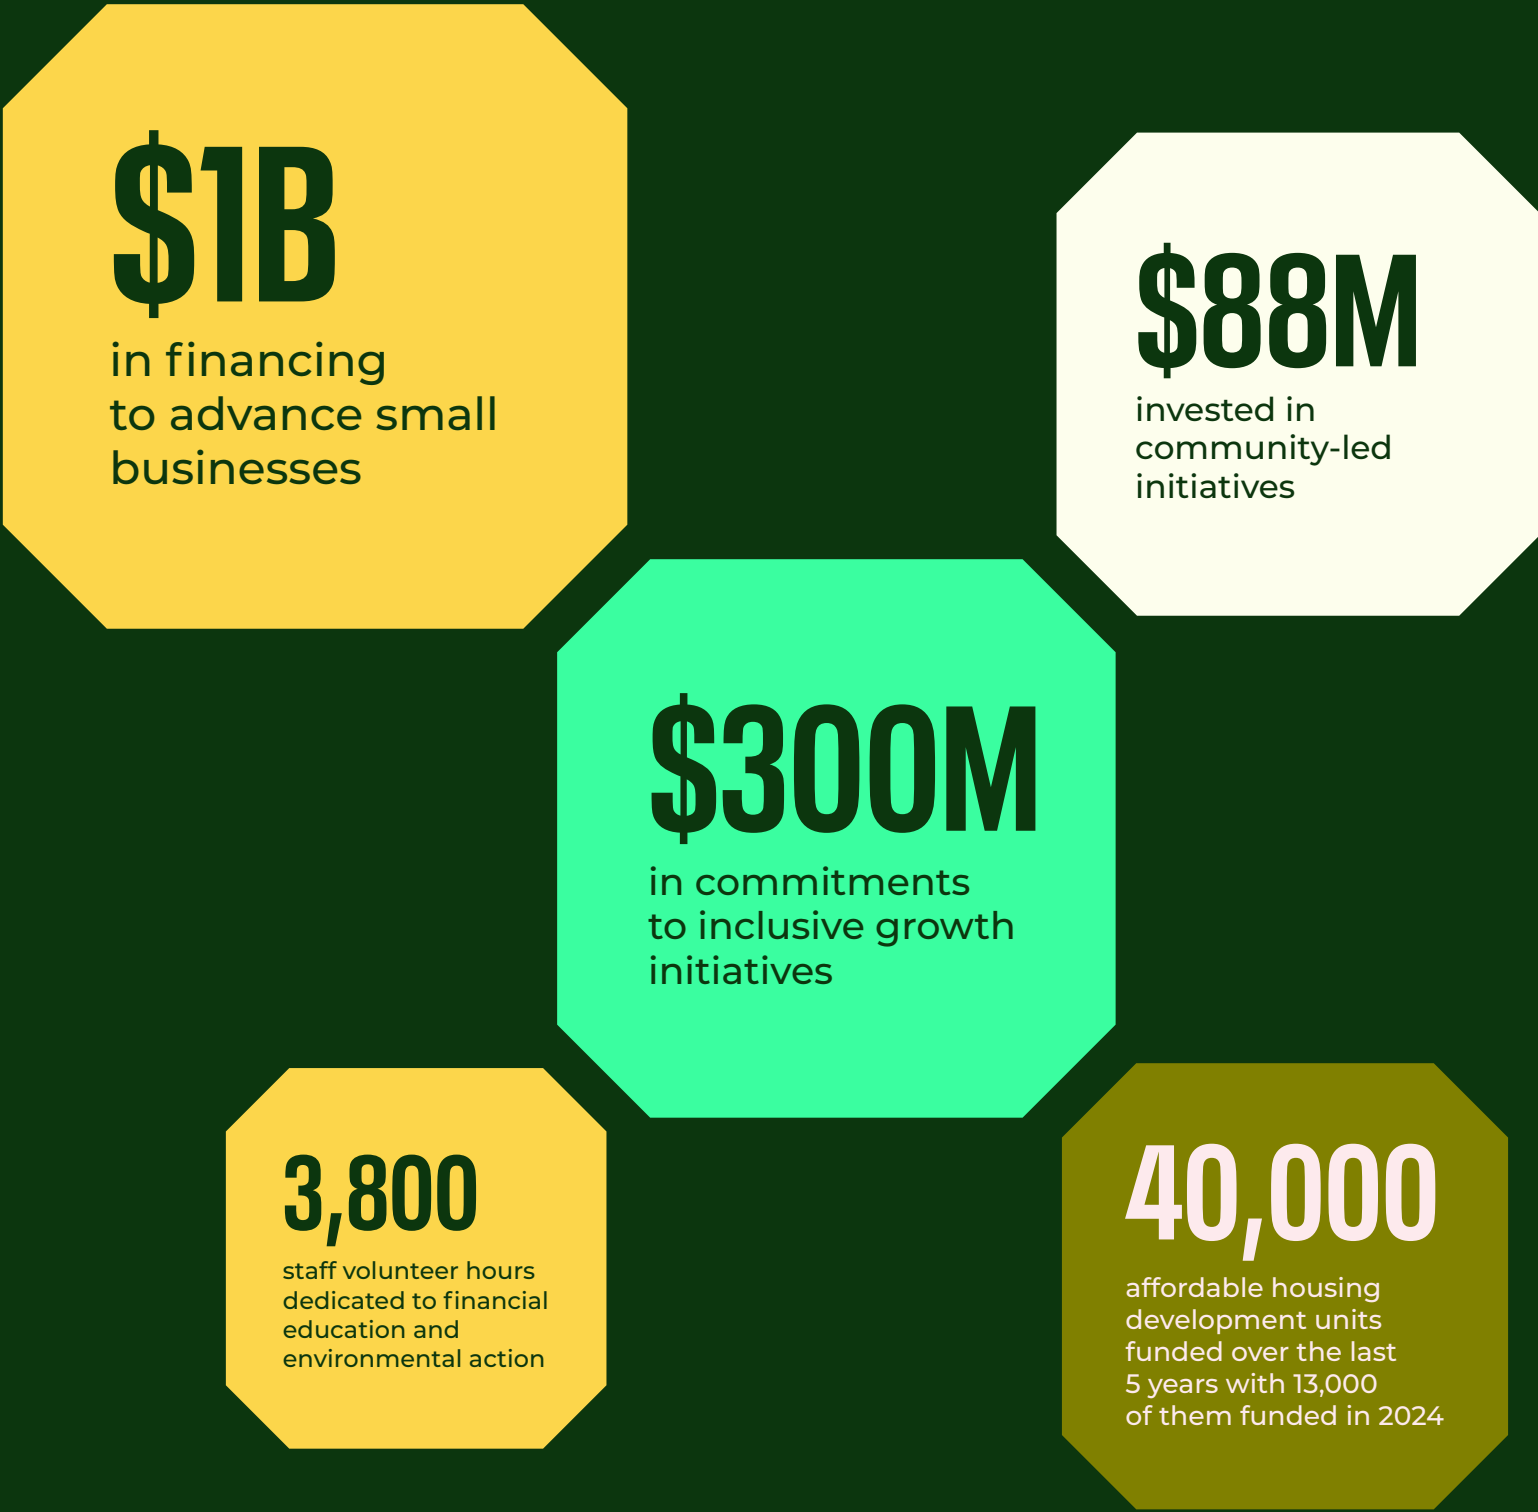 $1B
in financing
to advance small
businesses
$88M
invested in
community-led
initiatives
$300M
in commitments
to inclusive growth
initiatives
3,800
staff volunteer hours
dedicated to financial
education and
environmental action
40,000
affordable housing
development units
funded over the last
5 years with 13,000
of them funded in 2024